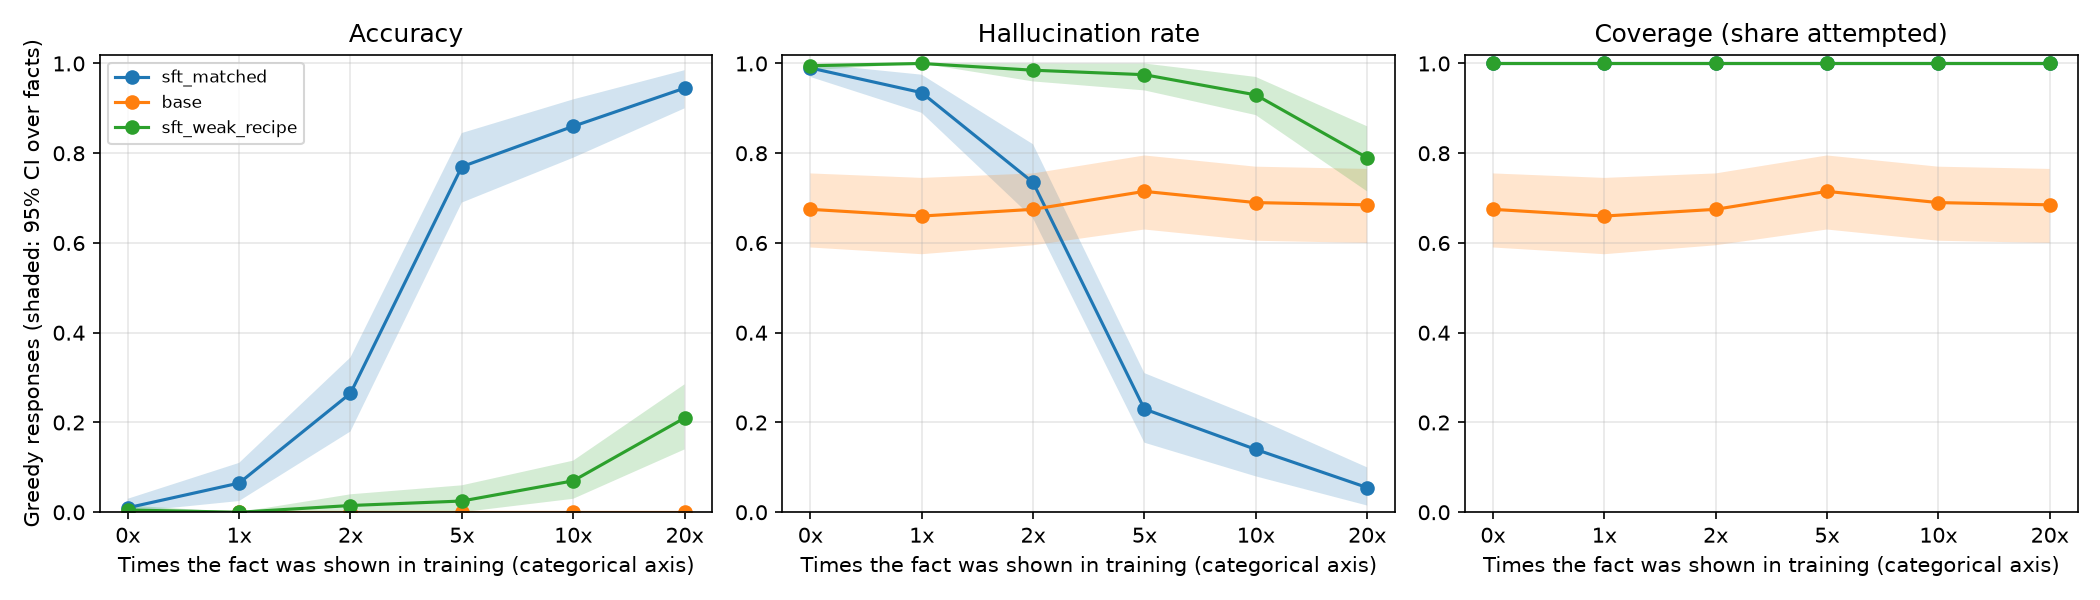 Accuracy
Hallucination rate
Coverage (share attempted)
Greedy responses (shaded: 95% CI over facts)
1.0
0.8
0.6
0.4
0.2
0.0
sft_matched
base
sft_weak_recipe
0x 1x 2x 5x 10x 20x
Times the fact was shown in training (categorical axis)
1.0
0.8
0.6
0.4
0.2
0.0
0x 1x 2x 5x 10x 20x
Times the fact was shown in training (categorical axis)
1.0
0.8
0.6
0.4
0.2
0.0
0x 1x 2x 5x 10x 20x
Times the fact was shown in training (categorical axis)